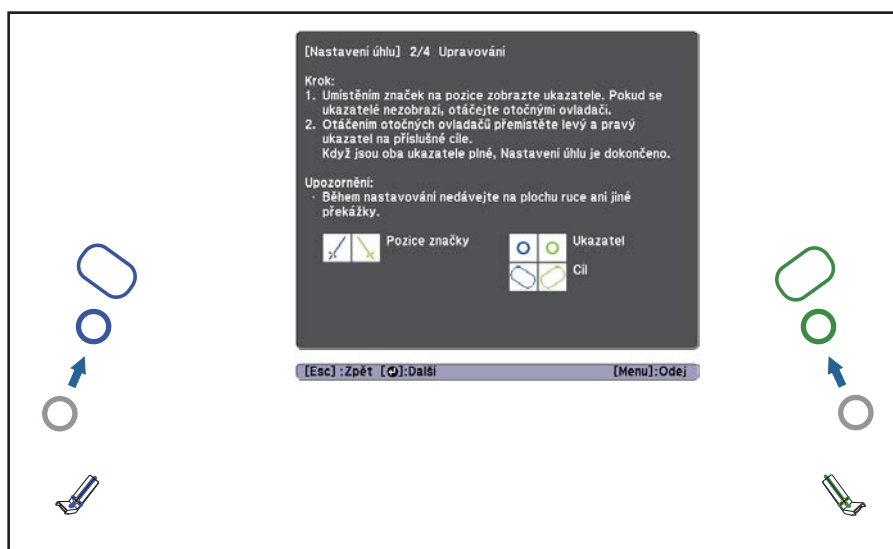 [Nastavení úhlu] 2/4 Upravování
Krok:
1. Umístěním značek na pozice zobrazte ukazatele. Pokud se
ukazatelé nezobrazí, otáčejte otočnými ovladači.
2. Otáčením otočných ovladačů přemístěte levý a pravý
ukazatel na příslušné cíle.
Když jsou oba ukazatele plné, Nastavení úhlu je dokončeno.
Upozornění:
· Během nastavování nedávejte na plochu ruce ani jiné
překážky.
Pozice značky
Ukazatel
Cíl
[Esc] :Zpět [⏎]:Další [Menu]:Odej